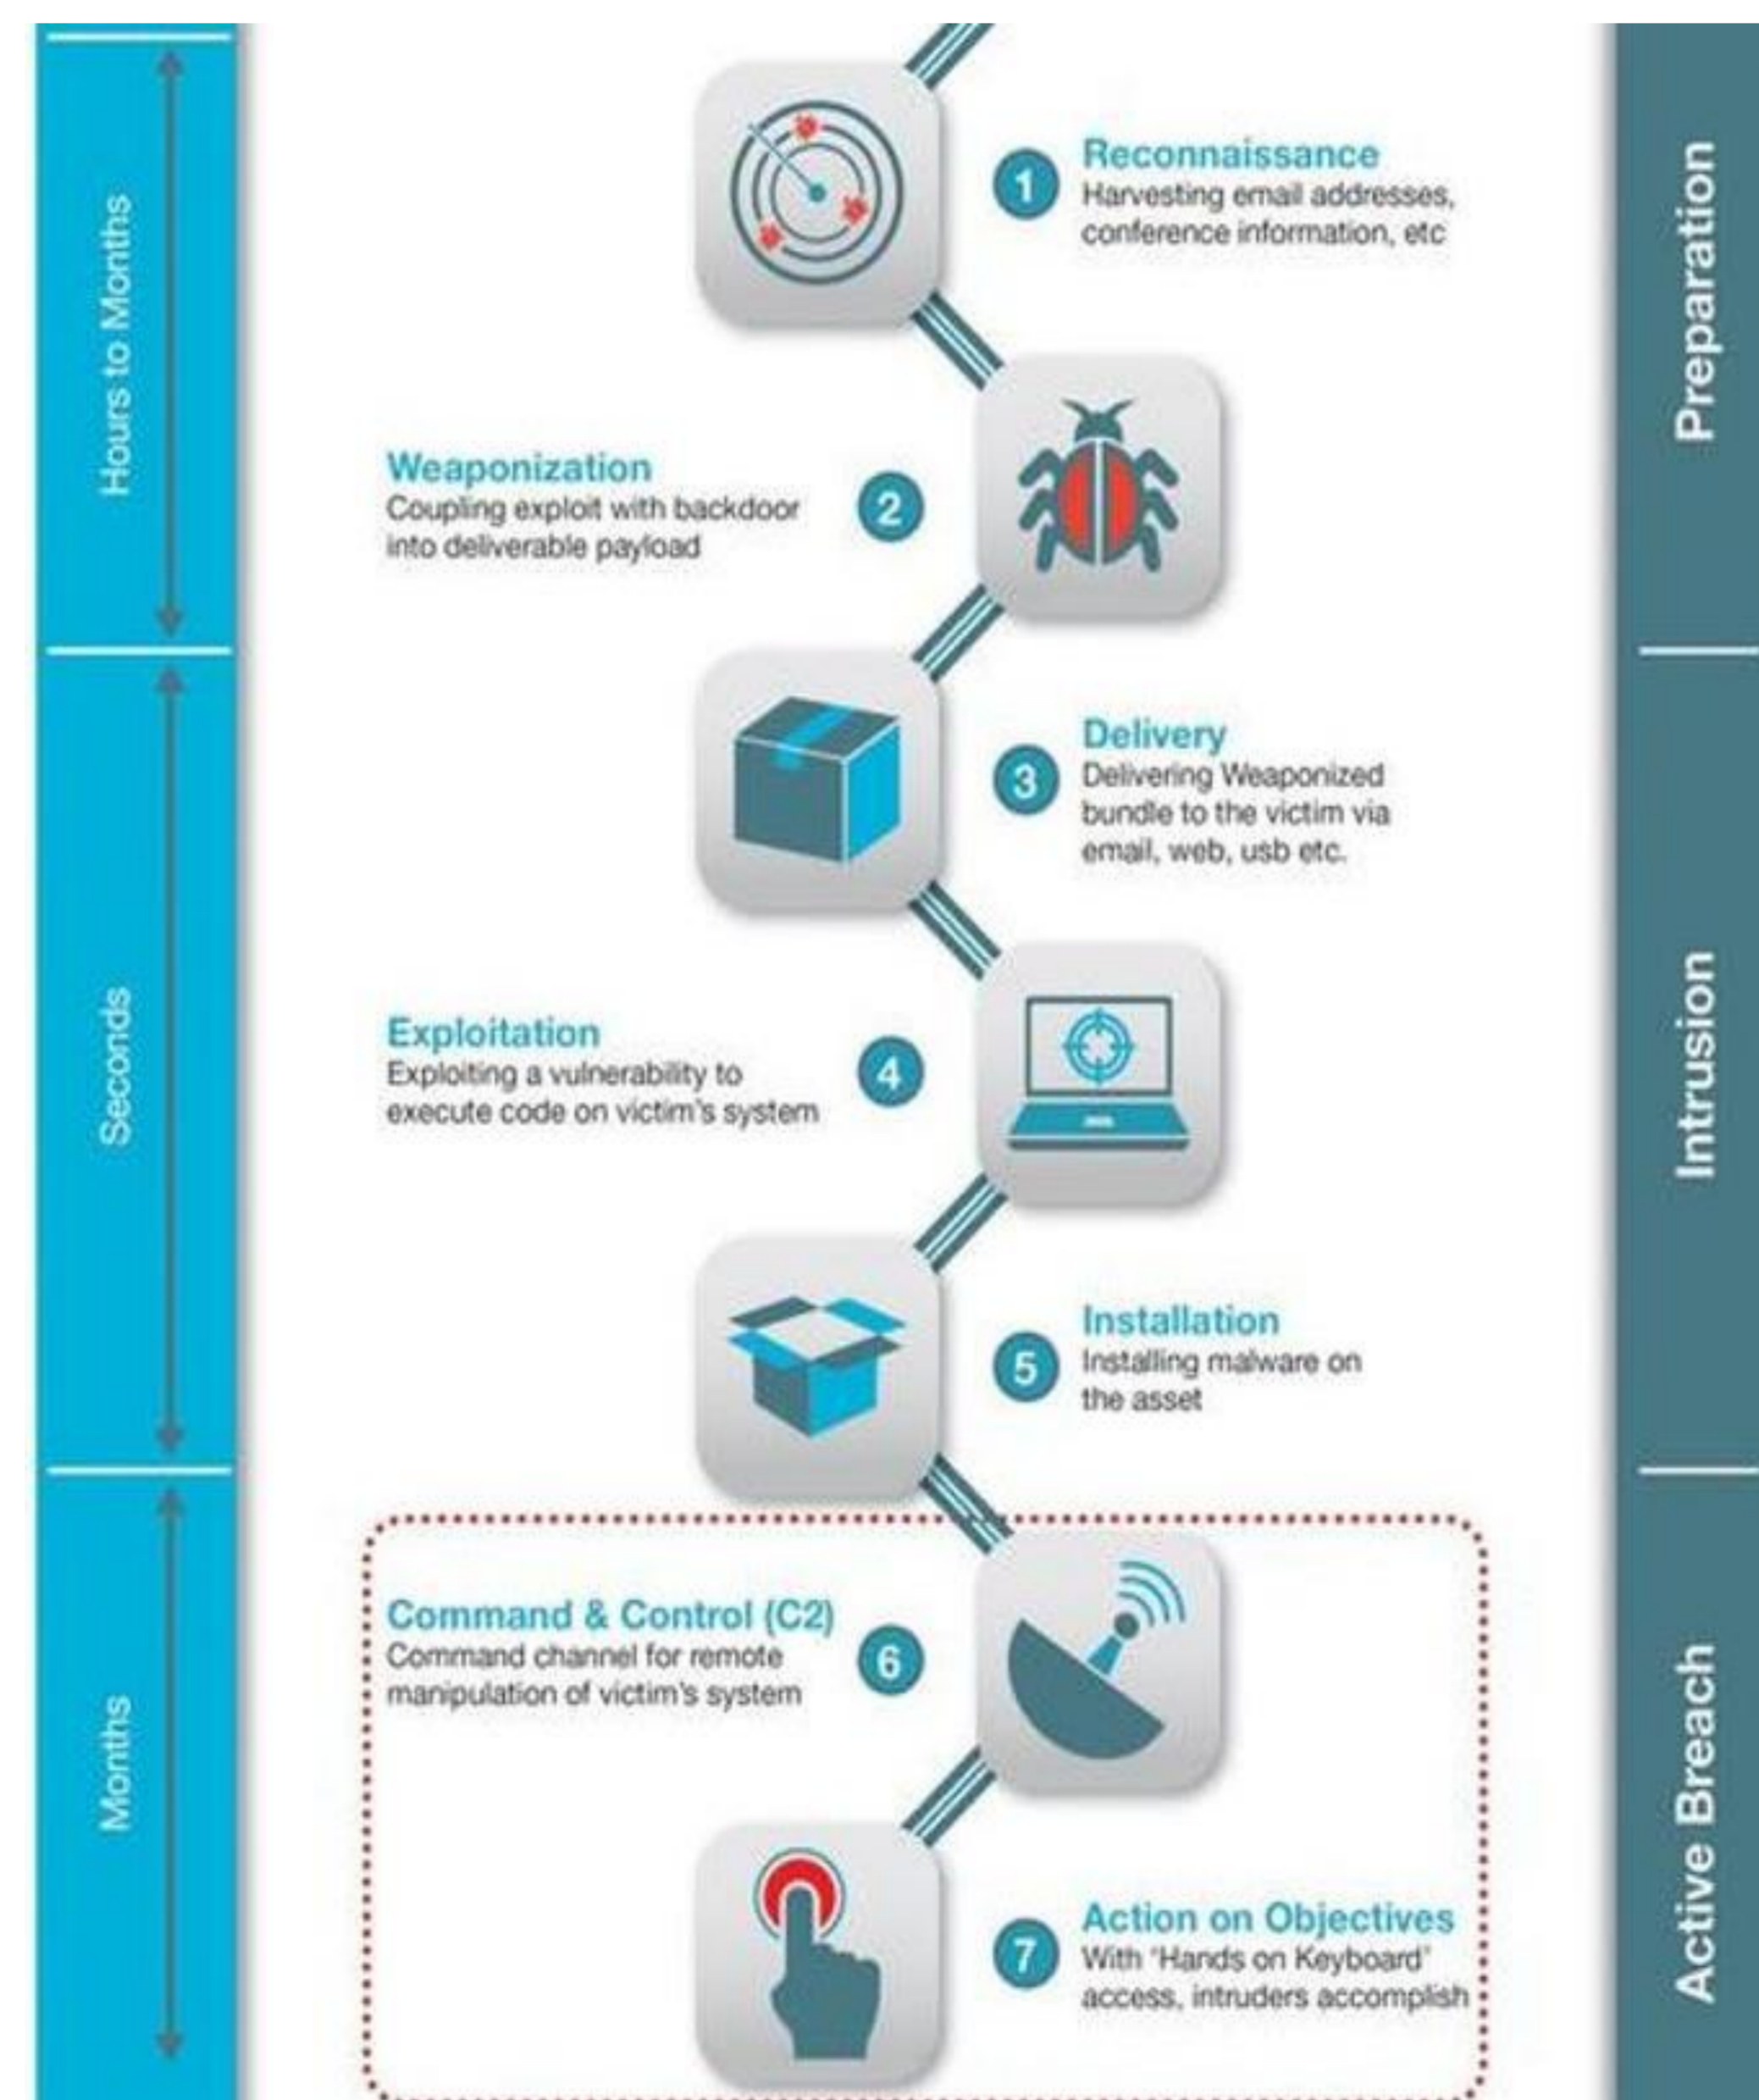 Hours to Months
Preparation
1
Reconnaissance
Harvesting email addresses,
conference information, etc
Weaponization
Coupling exploit with backdoor
into deliverable payload
2
Seconds
Intrusion
3
Delivery
Delivering Weaponized
bundle to the victim via
email, web, usb etc.
Exploitation
Exploiting a vulnerability to
execute code on victim's system
4
5
Installation
Installing malware on
the asset
Months
Active Breach
Command & Control (C2)
Command channel for remote
manipulation of victim's system
6
7
Action on Objectives
With 'Hands on Keyboard'
access, intruders accomplish